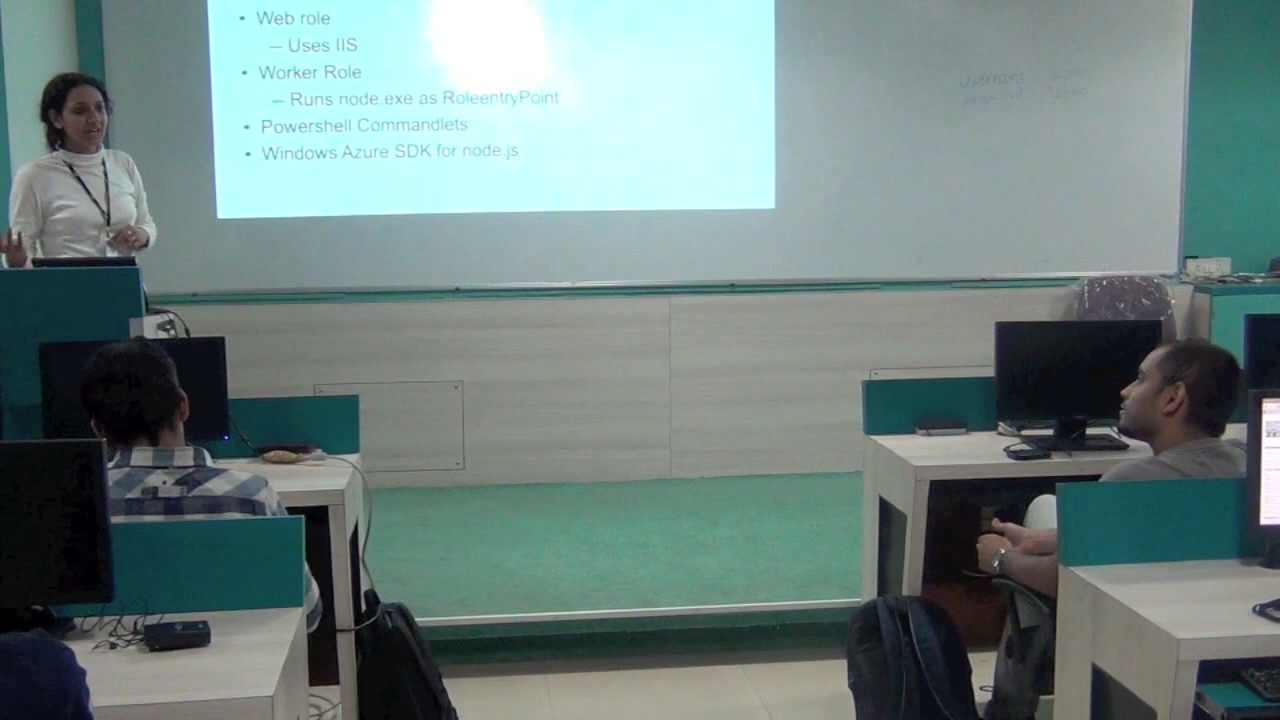 • Web role
– Uses IIS
• Worker Role
– Runs node.exe as RoleentryPoint
• Powershell Commandlets
• Windows Azure SDK for node.js
username